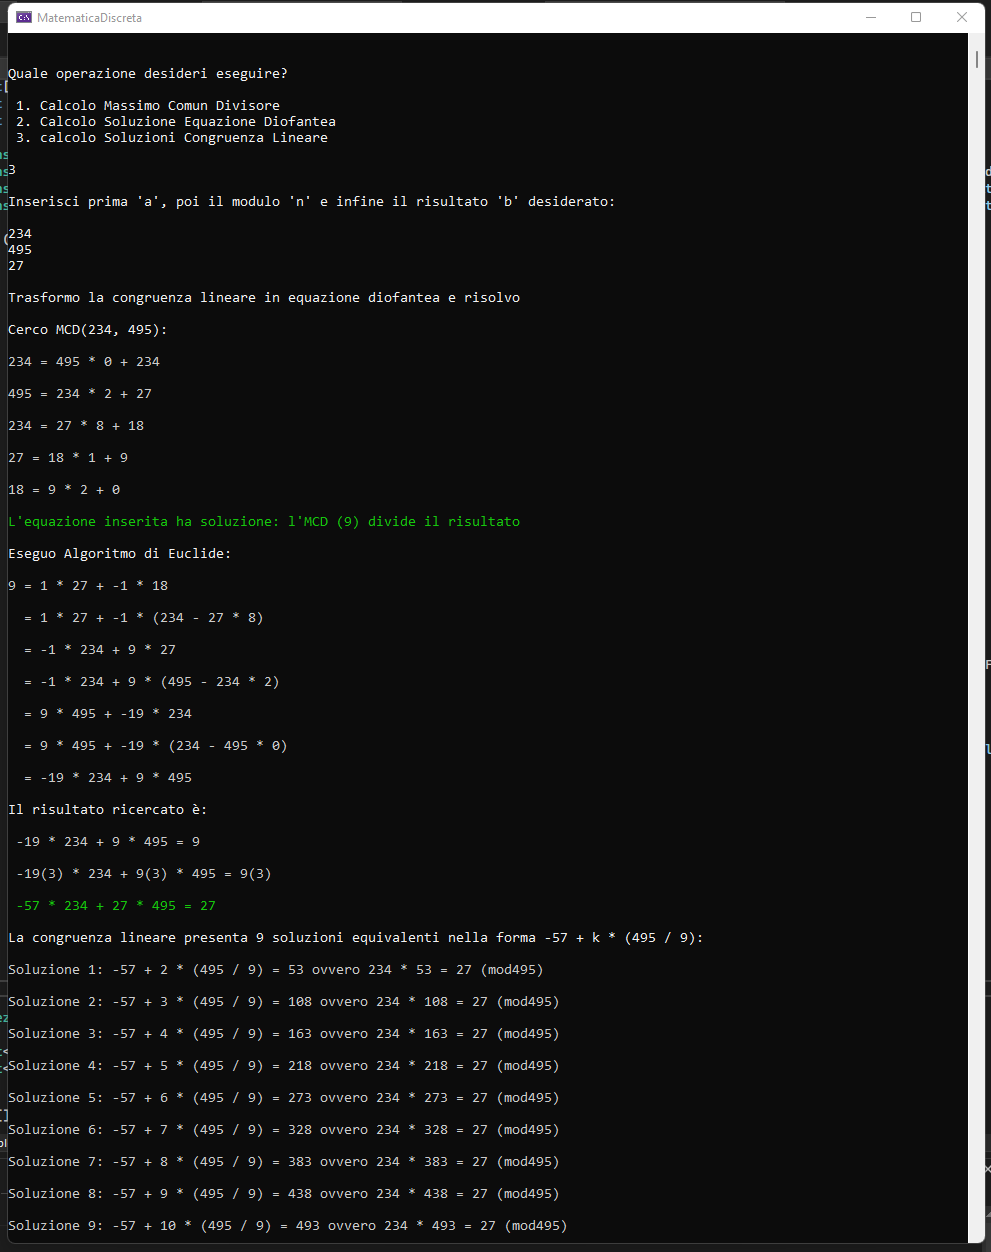 MatematicaDiscreta
Quale operazione desideri eseguire?
1. Calcolo Massimo Comun Divisore
2. Calcolo Soluzione Equazione Diofantea
3. calcolo Soluzioni Congruenza Lineare
3
Inserisci prima 'a', poi il modulo 'n' e infine il risultato 'b' desiderato:
234
495
27
Trasformo la congruenza lineare in equazione diofantea e risolvo
Cerco MCD(234, 495):
234 = 495 * 0 + 234
495 = 234 * 2 + 27
234 = 27 * 8 + 18
27 = 18 * 1 + 9
18 = 9 * 2 + 0
L'equazione inserita ha soluzione: l'MCD (9) divide il risultato
Eseguo Algoritmo di Euclide:
9 = 1 * 27 + -1 * 18
= 1 * 27 + -1 * (234 - 27 * 8)
= -1 * 234 + 9 * 27
= -1 * 234 + 9 * (495 - 234 * 2)
= 9 * 495 + -19 * 234
= 9 * 495 + -19 * (234 - 495 * 0)
= -19 * 234 + 9 * 495
Il risultato ricercato è:
-19 * 234 + 9 * 495 = 9
-19(3) * 234 + 9(3) * 495 = 9(3)
-57 * 234 + 27 * 495 = 27
La congruenza lineare presenta 9 soluzioni equivalenti nella forma -57 + k * (495 / 9):
Soluzione 1: -57 + 2 * (495 / 9) = 53 ovvero 234 * 53 = 27 (mod495)
Soluzione 2: -57 + 3 * (495 / 9) = 108 ovvero 234 * 108 = 27 (mod495)
Soluzione 3: -57 + 4 * (495 / 9) = 163 ovvero 234 * 163 = 27 (mod495)
Soluzione 4: -57 + 5 * (495 / 9) = 218 ovvero 234 * 218 = 27 (mod495)
Soluzione 5: -57 + 6 * (495 / 9) = 273 ovvero 234 * 273 = 27 (mod495)
Soluzione 6: -57 + 7 * (495 / 9) = 328 ovvero 234 * 328 = 27 (mod495)
Soluzione 7: -57 + 8 * (495 / 9) = 383 ovvero 234 * 383 = 27 (mod495)
Soluzione 8: -57 + 9 * (495 / 9) = 438 ovvero 234 * 438 = 27 (mod495)
Soluzione 9: -57 + 10 * (495 / 9) = 493 ovvero 234 * 493 = 27 (mod495)